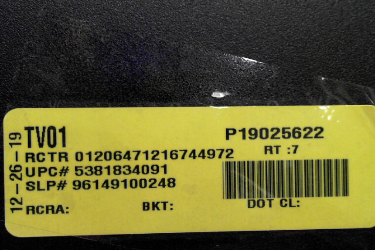 12-26-19
TV01
P19025622
RCTR 01206471216744972
RT :7
UPC# 5381834091
SLP# 96149100248
RCRA:
BKT:
DOT CL: